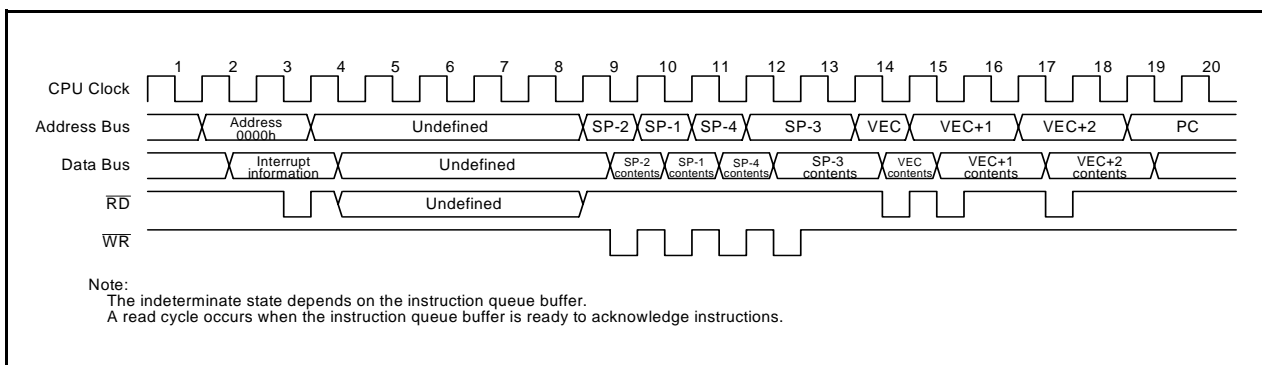 1 2 3 4 5 6 7 8 9 10 11 12 13 14 15 16 17 18 19 20
CPU Clock
Address Bus
Address
0000h
Undefined
SP-2
SP-1
SP-4
SP-3
VEC
VEC+1
VEC+2
PC
Data Bus
Interrupt
information
Undefined
SP-2
contents
SP-1
contents
SP-4
contents
SP-3
contents
VEC
contents
VEC+1
contents
VEC+2
contents
RD
Undefined
WR
Note:
The indeterminate state depends on the instruction queue buffer.
A read cycle occurs when the instruction queue buffer is ready to acknowledge instructions.